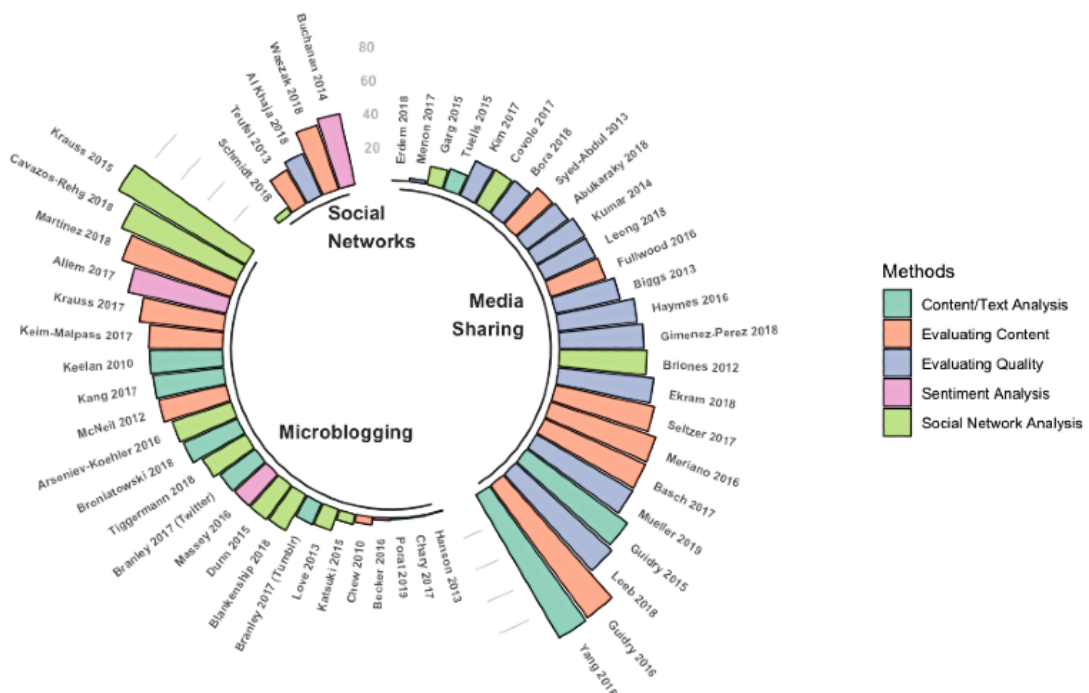 80
60
40
20
Buchanan 2014
Waszak 2018
Al Khaja 2018
Teufel 2013
Schmidt 2018
Erdem 2018
Menon 2017
Garg 2015
Tuells 2015
Kim 2017
Covolo 2017
Bora 2018
Syed-Abdul 2013
Abukaraky 2018
Kumar 2014
Leong 2018
Fullwood 2016
Biggs 2013
Haymes 2016
Gimenez-Perez 2018
Briones 2012
Ekram 2018
Seltzer 2017
Meriano 2016
Basch 2017
Mueller 2019
Guidry 2015
Loeb 2018
Guidry 2016
Yang 2018
Hanson 2013
Chary 2017
Porat 2019
Becker 2016
Chew 2010
Katsuki 2015
Love 2013
Branley 2017 (Tumblr)
Blankenship 2018
Dunn 2015
Massey 2016
Branley 2017 (Twitter)
Tiggermann 2018
Broniatowski 2018
Arseniev-Koehler 2016
McNeil 2012
Kang 2017
Keelan 2010
Keim-Malpass 2017
Krauss 2017
Allem 2017
Martinez 2018
Cavazos-Rehg 2018
Krauss 2015
Social
Networks
Media
Sharing
Microblogging
Methods
Content/Text Analysis
Evaluating Content
Evaluating Quality
Sentiment Analysis
Social Network Analysis